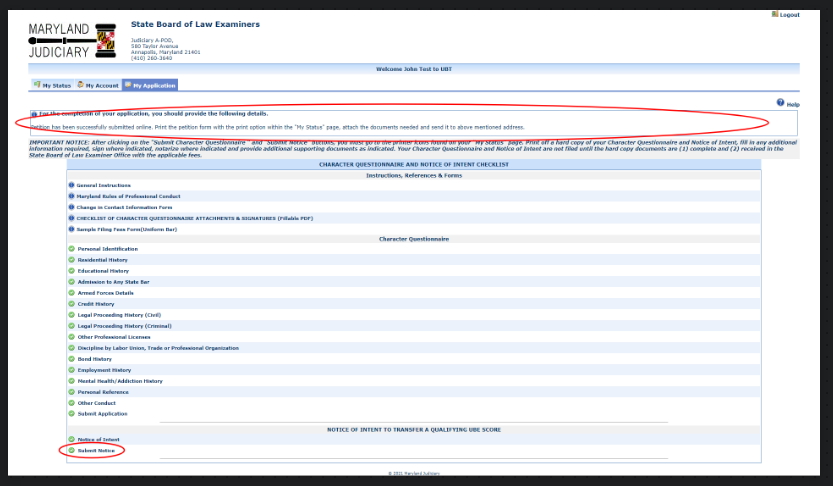 Logout
MARYLAND
JUDICIARY
State Board of Law Examiners
Judiciary A-POD,
580 Taylor Avenue
Annapolis, Maryland 21401
(410) 260-3640
Welcome John Test to UBT
My Status My Account My Application
Help
For the completion of your application, you should provide the following details.
Petition has been successfully submitted online. Print the petition form with the print option within the "My Status" page, attach the documents needed and send it to above mentioned address.
IMPORTANT NOTICE: After clicking on the "Submit Character Questionnaire" and "Submit Notice" buttons, you must go to the printer icons found on your "My Status" page. Print off a hard copy of your Character Questionnaire and Notice of Intent, fill in any additional
information required, sign where indicated, notarize where indicated and provide additional supporting documents as indicated. Your Character Questionnaire and Notice of Intent are not filed until the hard copy documents are (1) complete and (2) received in the
State Board of Law Examiner Office with the applicable fees.
CHARACTER QUESTIONNAIRE AND NOTICE OF INTENT CHECKLIST
Instructions, References & Forms
General Instructions
Maryland Rules of Professional Conduct
Change in Contact Information Form
CHECKLIST OF CHARACTER QUESTIONNAIRE ATTACHMENTS & SIGNATURES (Fillable PDF)
Sample Filing Fees Form(Uniform Bar)
Character Questionnaire
Personal Identification
Residential History
Educational History
Admission to Any State Bar
Armed Forces Details
Credit History
Legal Proceeding History (Civil)
Legal Proceeding History (Criminal)
Other Professional Licenses
Discipline by Labor Union, Trade or Professional Organization
Bond History
Employment History
Mental Health/Addiction History
Personal Reference
Other Conduct
Submit Application
NOTICE OF INTENT TO TRANSFER A QUALIFYING UBE SCORE
Notice of Intent
Submit Notice
© 2021 Maryland Judiciary